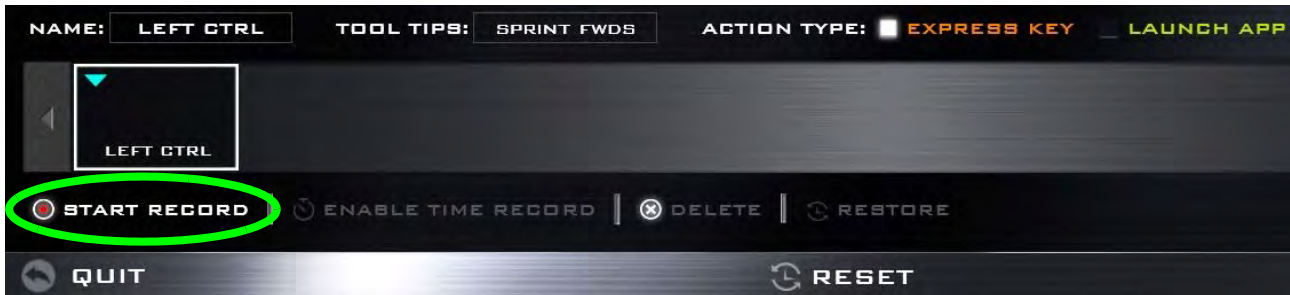 NAME: LEFT CTRL TOOL TIPS: SPRINT FWDS ACTION TYPE: EXPRESS KEY LAUNCH APP
LEFT CTRL
START RECORD ENABLE TIME RECORD DELETE RESTORE
QUIT RESET